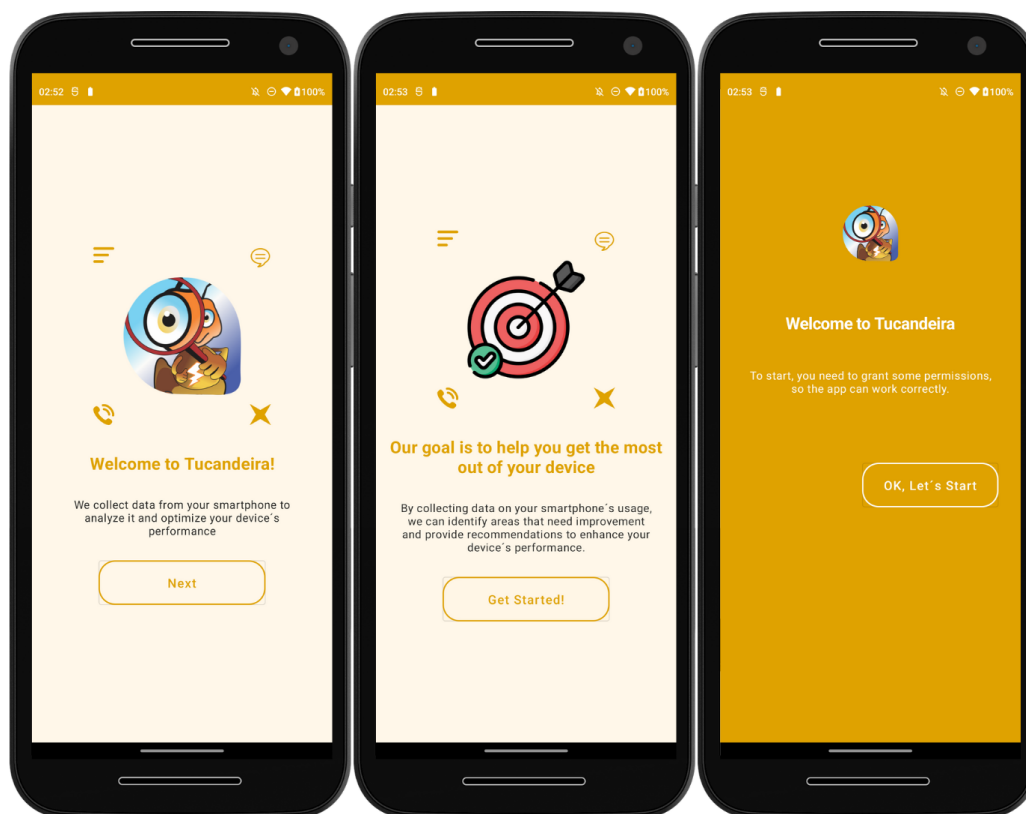 02:52
100%
Welcome to Tucandeira!
We collect data from your smartphone to
analyze it and optimize your device´s
performance
Next
02:53
100%
Our goal is to help you get the most
out of your device
By collecting data on your smartphone´s usage,
we can identify areas that need improvement
and provide recommendations to enhance your
device´s performance.
Get Started!
02:53
100%
Welcome to Tucandeira
To start, you need to grant some permissions,
so the app can work correctly.
OK, Let´s Start